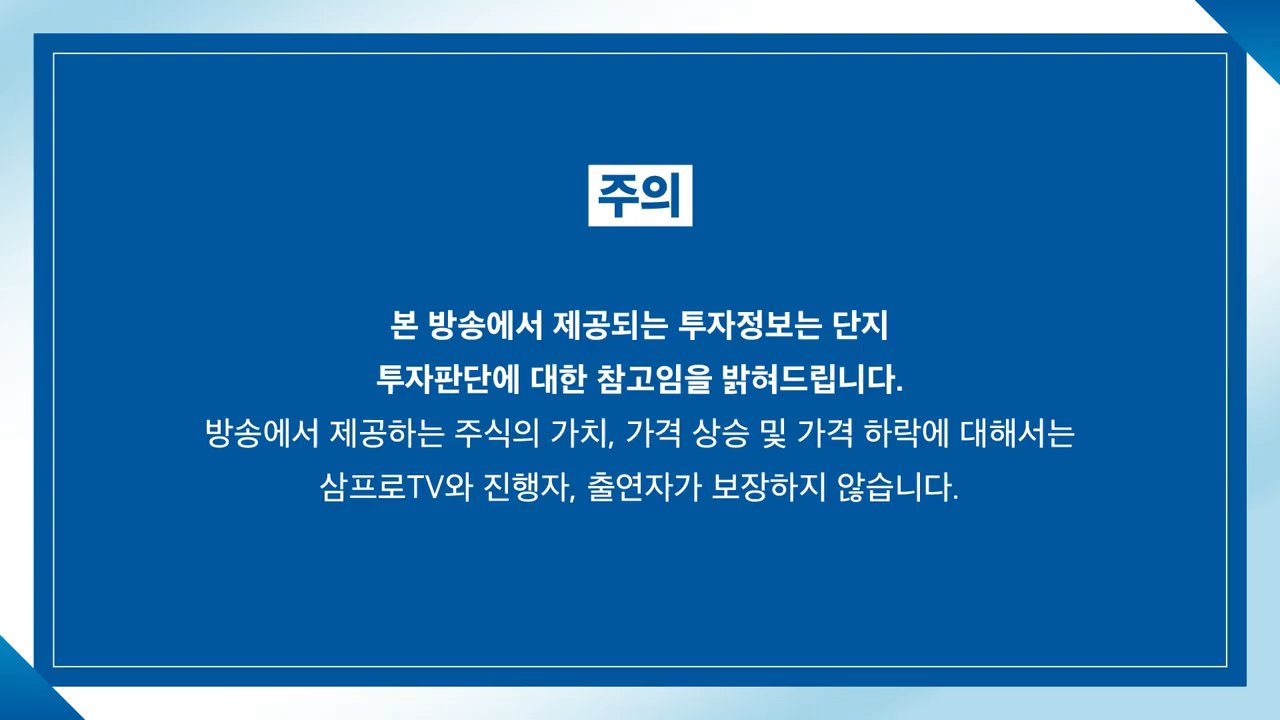 주의
본 방송에서 제공되는 투자정보는 단지
투자판단에 대한 참고임을 밝혀드립니다.
방송에서 제공하는 주식의 가치, 가격 상승 및 가격 하락에 대해서는
삼프로TV와 진행자, 출연자가 보장하지 않습니다.